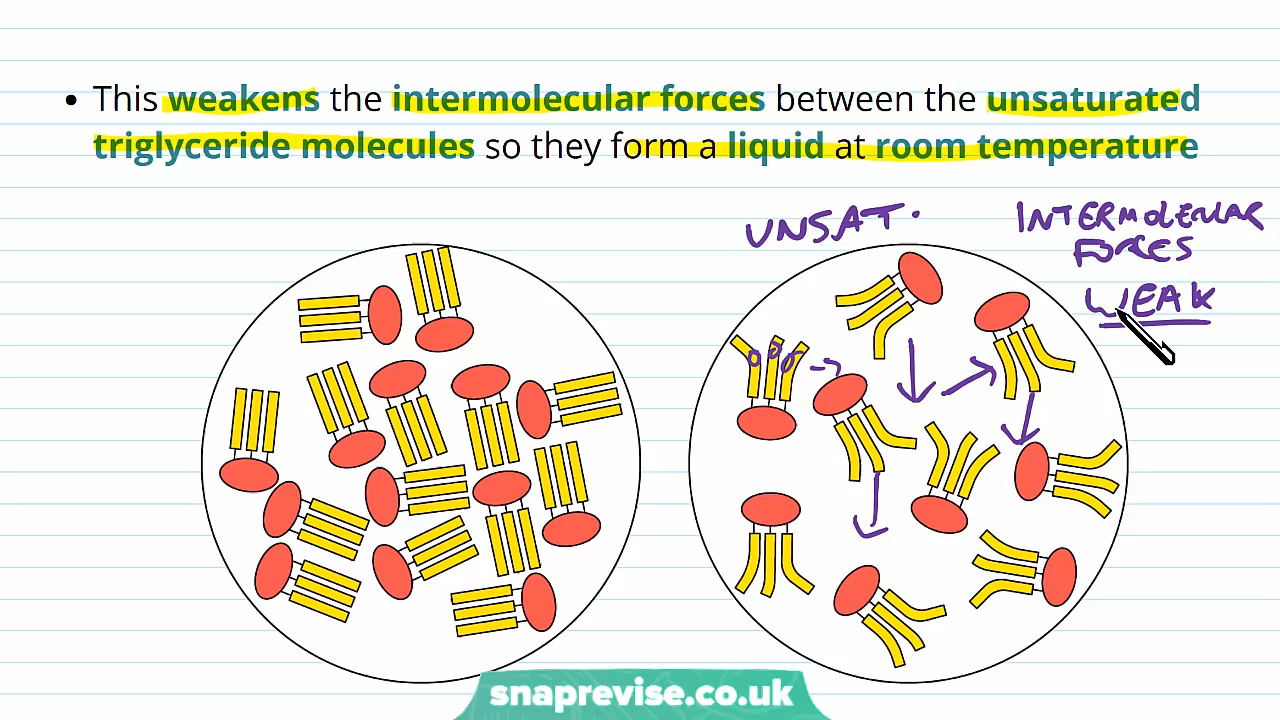 • This weakens the intermolecular forces between the unsaturated
triglyceride molecules so they form a liquid at room temperature
UNSAT.
INTERMOLECULAR
FORCES
WEAK
snaprevise.co.uk